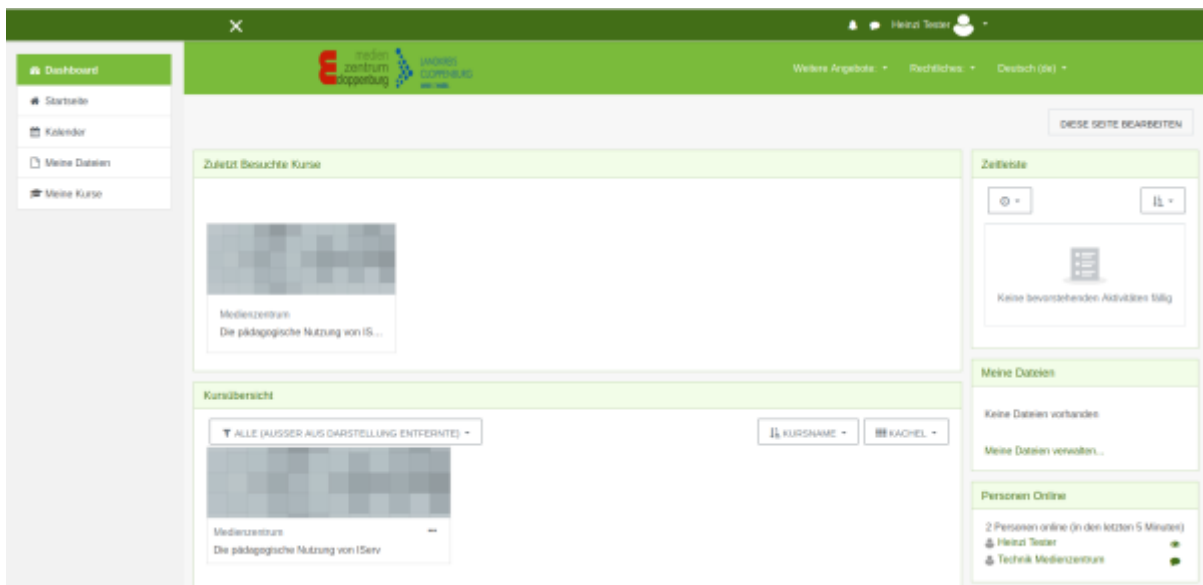 Heinzi Tester
Dashboard
Startseite
Kalender
Meine Dateien
Meine Kurse
medien
zentrum
cloppenburg
LANDKREIS
CLOPPENBURG
Weitere Angebote:
Rechtliches:
Deutsch (de)
DIESE SEITE BEARBEITEN
Zuletzt Besuchte Kurse
Medienzentrum
Die pädagogische Nutzung von IS...
Kursübersicht
ALLE (AUSSER AUS DARSTELLUNG ENTFERNTE)
KURSNAME
KACHEL
Medienzentrum
Die pädagogische Nutzung von IServ
Zeitleiste
Keine bevorstehenden Aktivitäten fällig
Meine Dateien
Keine Dateien vorhanden
Meine Dateien verwalten...
Personen Online
2 Personen online (in den letzten 5 Minuten)
Heinzi Tester
Technik Medienzentrum